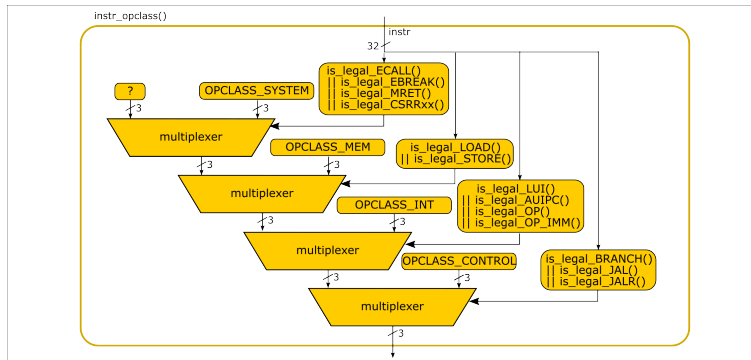 instr_opclass()
instr
32
is_legal_ECALL()
|| is_legal_EBREAK()
|| is_legal_MRET()
|| is_legal_CSRRxx()
?
OPCLASS_SYSTEM
3
3
multiplexer
OPCLASS_MEM
is_legal_LOAD()
|| is_legal_STORE()
3
3
multiplexer
OPCLASS_INT
is_legal_LUI()
|| is_legal_AUIPC()
|| is_legal_OP()
|| is_legal_OP_IMM()
3
3
multiplexer
OPCLASS_CONTROL
is_legal_BRANCH()
|| is_legal_JAL()
|| is_legal_JALR()
3
3
multiplexer
3